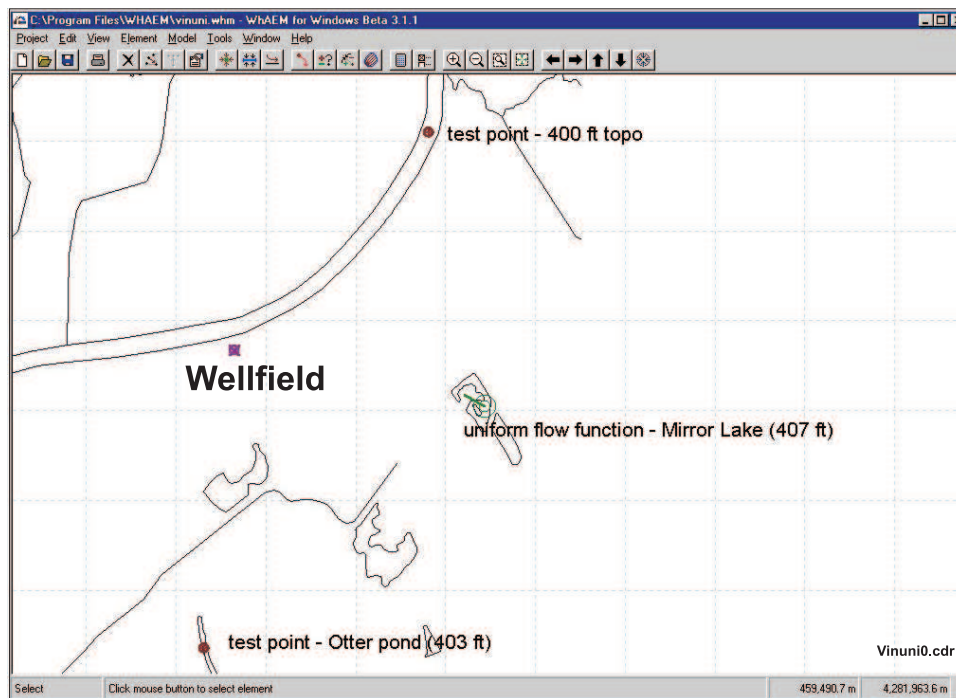 C:\Program Files\WHAEM\vinuni.whm - WhAEM for Windows Beta 3.1.1
Project Edit View Element Model Tools Window Help
test point - 400 ft topo
Wellfield
uniform flow function - Mirror Lake (407 ft)
test point - Otter pond (403 ft)
Vinuni0.cdr
Select Click mouse button to select element 459,490.7 m 4,281,963.6 m